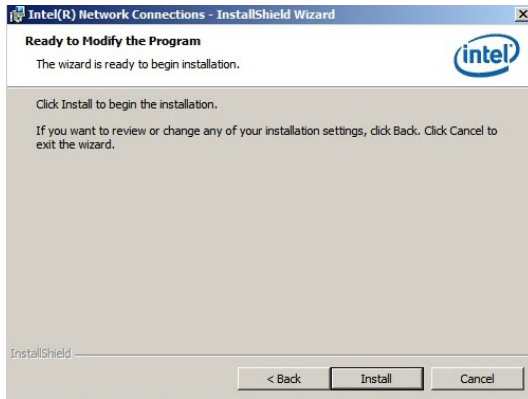 Intel(R) Network Connections - InstallShield Wizard
Ready to Modify the Program
The wizard is ready to begin installation.
intel
Click Install to begin the installation.
If you want to review or change any of your installation settings, click Back. Click Cancel to
exit the wizard.
InstallShield
< Back
Install
Cancel